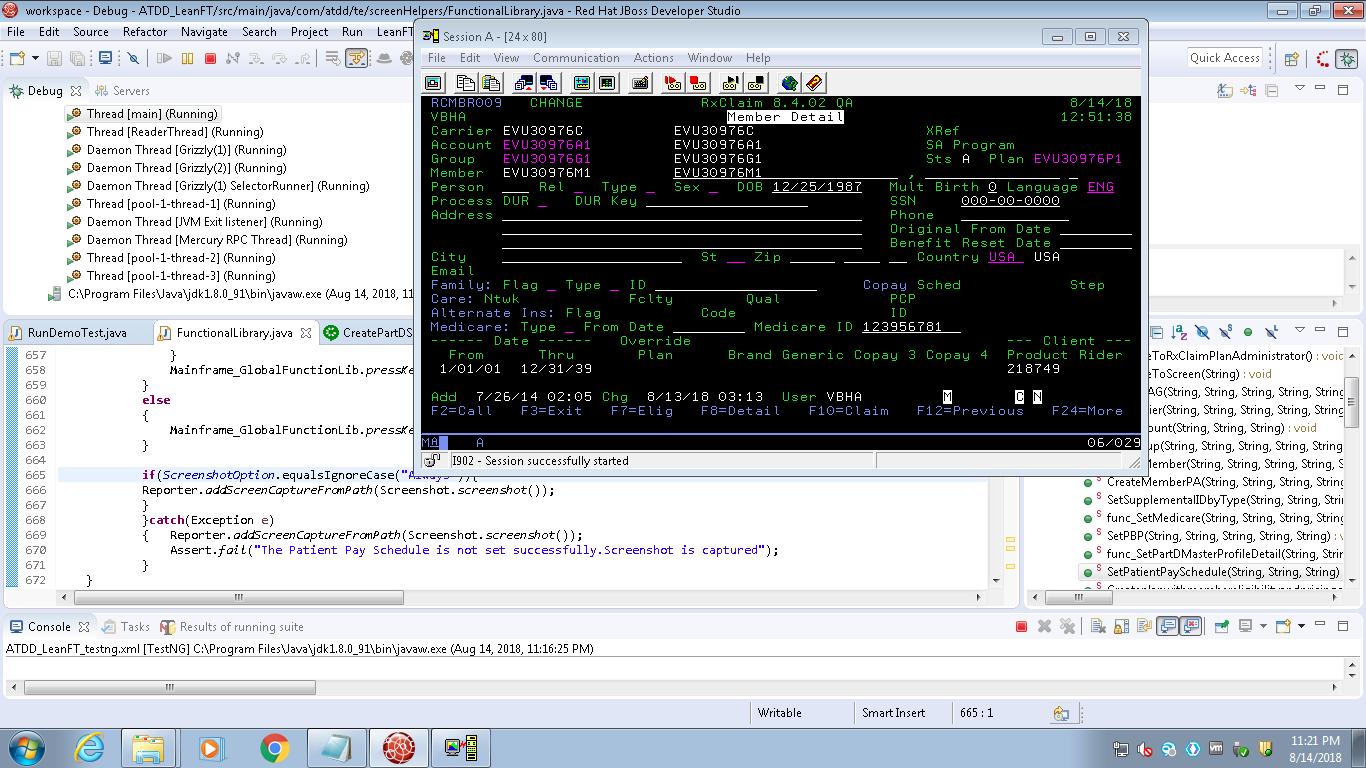 workspace - Debug - ATDD_LeanFT/src/main/java/com/atdd/te/screenHelpers/FunctionalLibrary.java - Red Hat JBoss Developer Studio
File Edit Source Refactor Navigate Search Project Run LeanFT
Quick Access
Debug Servers
Thread [main] (Running)
Thread [ReaderThread] (Running)
Daemon Thread [Grizzly(1)] (Running)
Daemon Thread [Grizzly(2)] (Running)
Daemon Thread [Grizzly(1) SelectorRunner] (Running)
Thread [pool-1-thread-1] (Running)
Daemon Thread [JVM Exit listener] (Running)
Daemon Thread [Mercury RPC Thread] (Running)
Thread [pool-1-thread-2] (Running)
Thread [pool-1-thread-3] (Running)
C:\Program Files\Java\jdk1.8.0_91\bin\javaw.exe (Aug 14, 2018, 11:16
Session A - [24 x 80]
File Edit View Communication Actions Window Help
RCMBR009 CHANGE RxClaim 8.4.02 QA 8/14/18
VBHA Member Detail 12:51:38
Carrier EVU30976C EVU30976C XRef
Account EVU30976A1 EVU30976A1 SA Program
Group EVU30976G1 EVU30976G1 Sts A Plan EVU30976P1
Member EVU30976M1 EVU30976M1 ,
Person Rel Type Sex DOB 12/25/1987 Mult Birth 0 Language ENG
Process DUR DUR Key SSN 000-00-0000
Address Phone
Original From Date
Benefit Reset Date
City St Zip Country USA USA
Email
Family: Flag Type ID Copay Sched Step
Care: Ntwk Fclty Qual PCP
Alternate Ins: Flag Code ID
Medicare: Type From Date Medicare ID 123956781
------ Date ------ Override --- Client ---
From Thru Plan Brand Generic Copay 3 Copay 4 Product Rider
1/01/01 12/31/39 218749
Add 7/26/14 02:05 Chg 8/13/18 03:13 User VBHA M C N
F2=Call F3=Exit F7=Elig F8=Detail F10=Claim F12=Previous F24=More
MA A 06/029
I902 - Session successfully started
RunDemoTest.java FunctionalLibrary.java CreatePartDS
657 }
658 Mainframe_GlobalFunctionLib.pressKe
659 }
660 else
661 {
662 Mainframe_GlobalFunctionLib.pressKe
663 }
664
665 if(ScreenshotOption.equalsIgnoreCase("Always")){
666 Reporter.addScreenCaptureFromPath(Screenshot.screenshot());
667 }
668 }catch(Exception e)
669 { Reporter.addScreenCaptureFromPath(Screenshot.screenshot());
670 Assert.fail("The Patient Pay Schedule is not set successfully.Screenshot is captured");
671 }
672 }
eToRxClaimPlanAdministrator() : void
eToScreen(String) : void
AG(String, String, String, String,
ier(String, String, String, String,
ount(String, String, String) : void
up(String, String, String, String,
Member(String, String, String, Str
CreateMemberPA(String, String, String,
SetSupplementalIDbyType(String, String,
func_SetMedicare(String, String, String,
SetPBP(String, String, String, String) : v
func_SetPartDMasterProfileDetail(String, Strin
SetPatientPaySchedule(String, String, String)
Console Tasks Results of running suite
ATDD_LeanFT_testng.xml [TestNG] C:\Program Files\Java\jdk1.8.0_91\bin\javaw.exe (Aug 14, 2018, 11:16:25 PM)
Writable Smart Insert 665 : 1
11:21 PM
8/14/2018